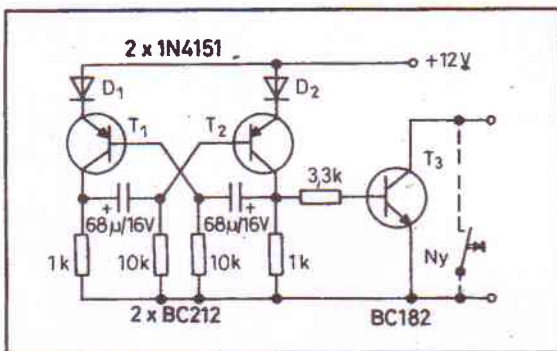 2 x 1N4151
+12V
D1
D2
T1
T2
T3
3,3k
+
68µ/16V
68µ/16V
+
1k
10k
10k
1k
Ny
2 x BC212
BC182